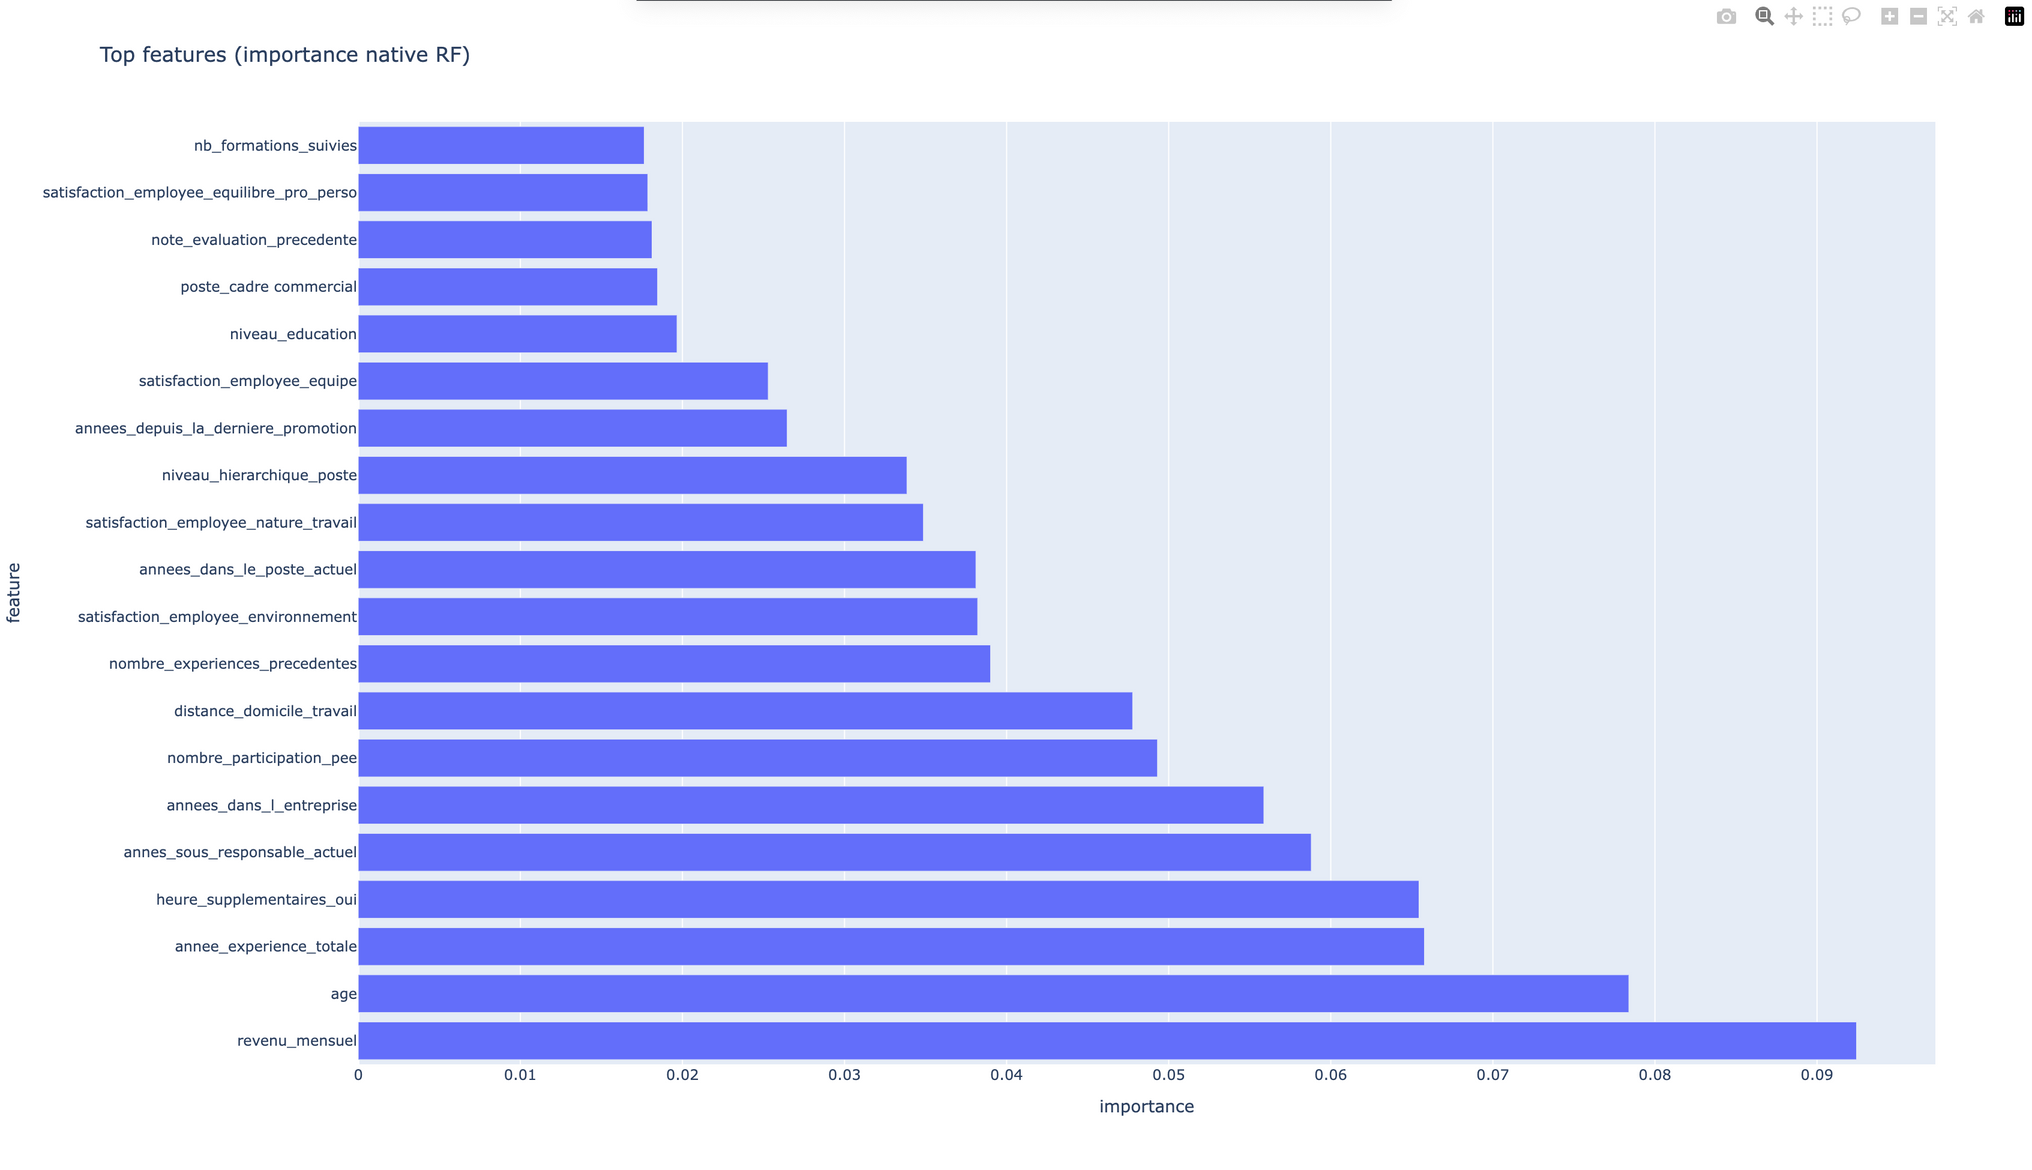 Top features (importance native RF)
nb_formations_suivies
satisfaction_employee_equilibre_pro_perso
note_evaluation_precedente
poste_cadre commercial
niveau_education
satisfaction_employee_equipe
annees_depuis_la_derniere_promotion
niveau_hierarchique_poste
satisfaction_employee_nature_travail
annees_dans_le_poste_actuel
satisfaction_employee_environnement
nombre_experiences_precedentes
distance_domicile_travail
nombre_participation_pee
annees_dans_l_entreprise
annes_sous_responsable_actuel
heure_supplementaires_oui
annee_experience_totale
age
revenu_mensuel
feature
0 0.01 0.02 0.03 0.04 0.05 0.06 0.07 0.08 0.09
importance